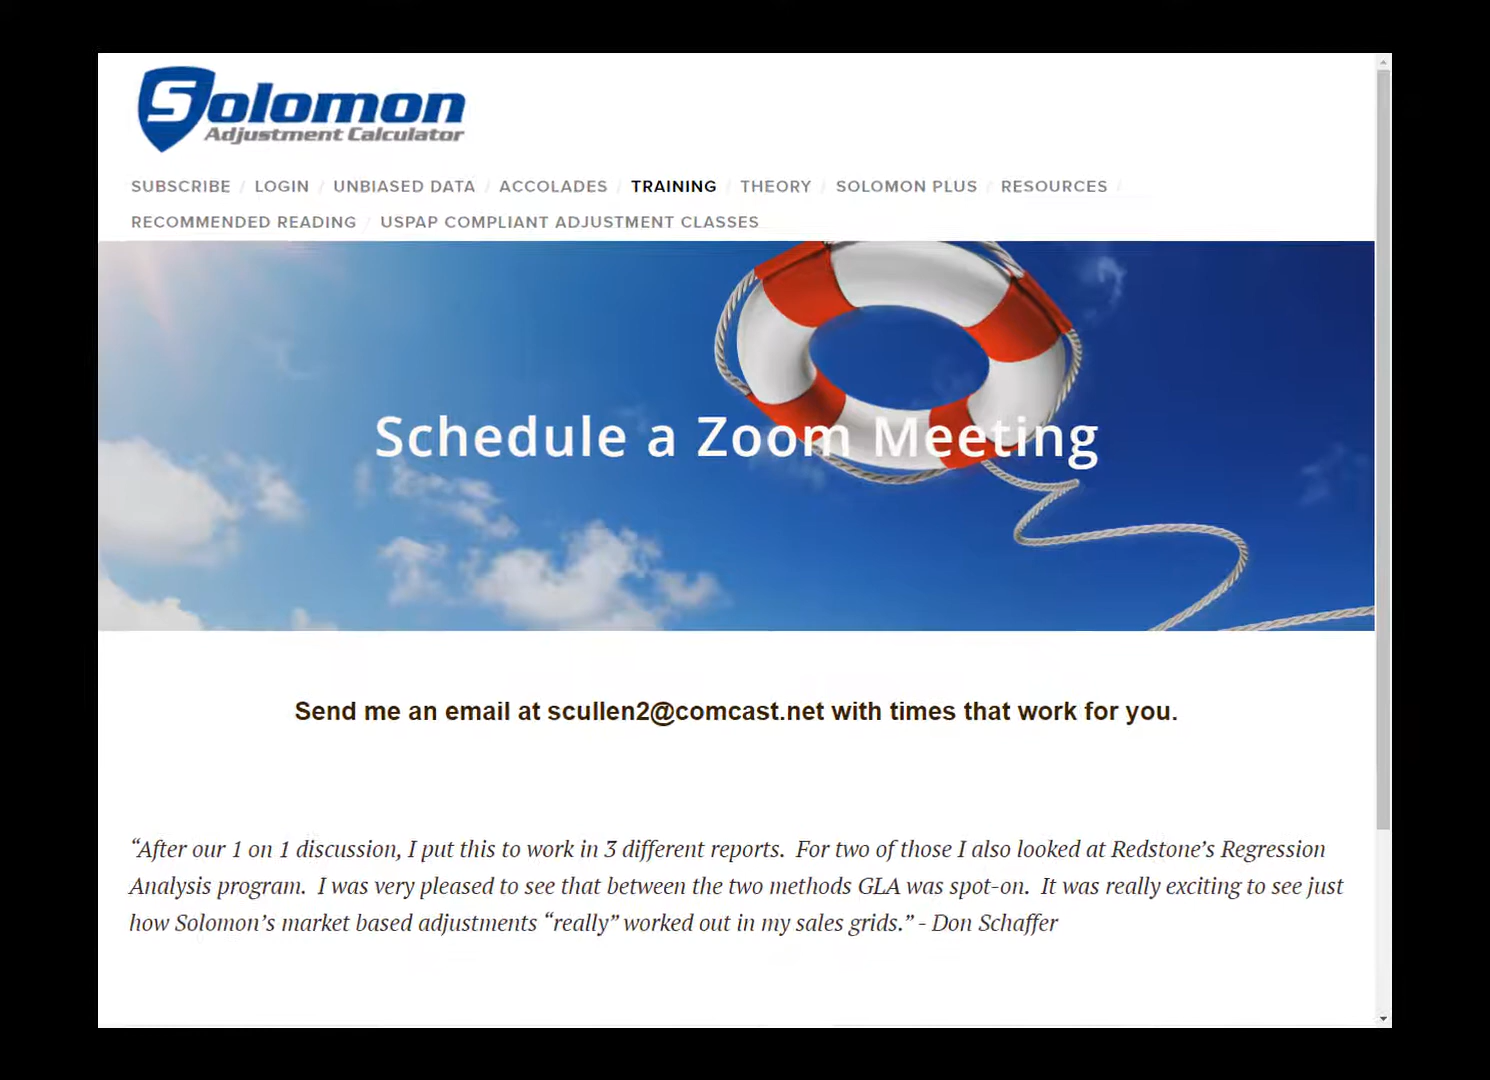 Solomon
Adjustment Calculator
SUBSCRIBE / LOGIN / UNBIASED DATA / ACCOLADES / TRAINING / THEORY / SOLOMON PLUS / RESOURCES /
RECOMMENDED READING / USPAP COMPLIANT ADJUSTMENT CLASSES
Schedule a Zoom Meeting
Send me an email at scullen2@comcast.net with times that work for you.
“After our 1 on 1 discussion, I put this to work in 3 different reports.  For two of those I also looked at Redstone’s Regression
Analysis program.  I was very pleased to see that between the two methods GLA was spot-on.  It was really exciting to see just
how Solomon’s market based adjustments “really” worked out in my sales grids.” - Don Schaffer